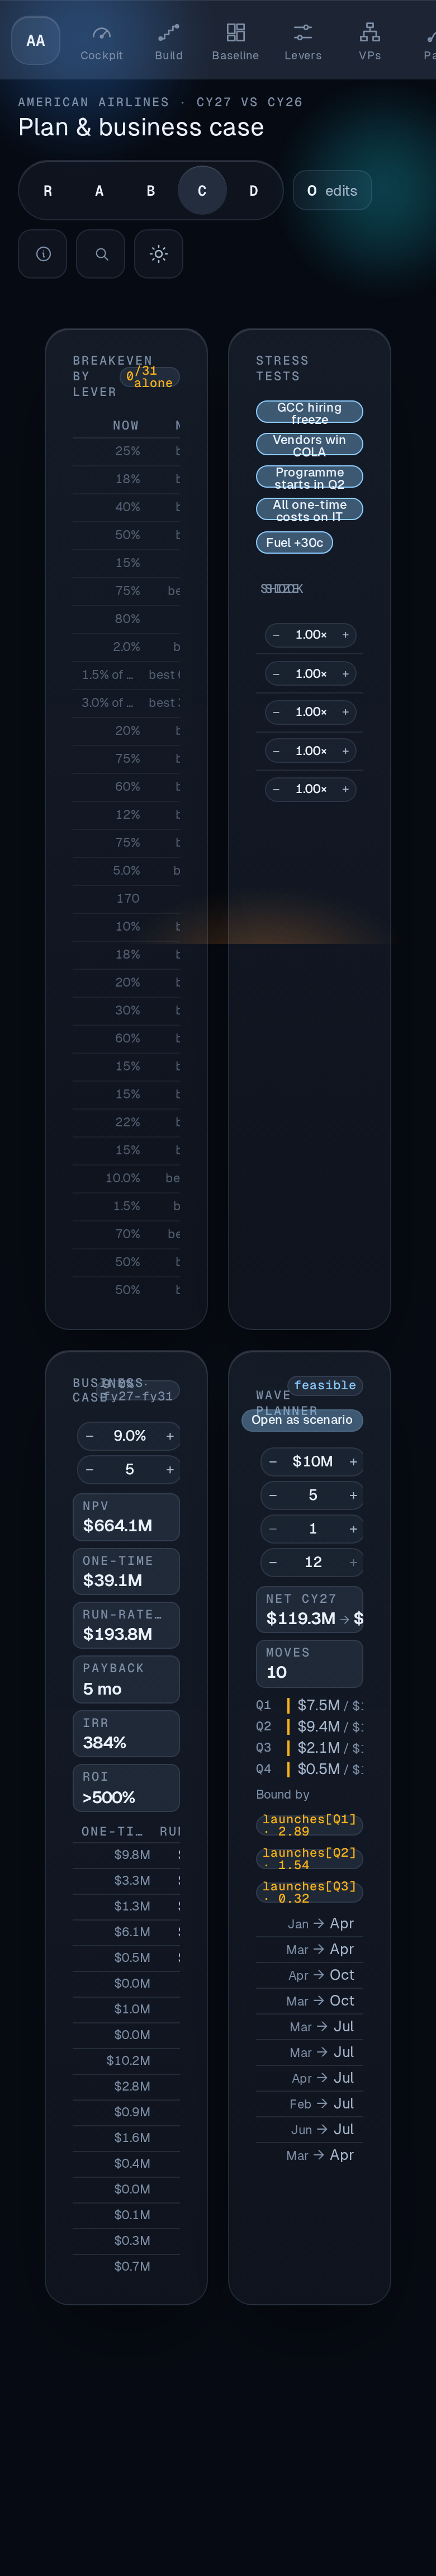 AA
Cockpit
Build
Baseline
Levers
VPs
Pa
AMERICAN AIRLINES · CY27 VS CY26
Plan & business case
R A B C D
0 edits
BREAKEVEN BY LEVER
0/31 alone
NOW
25%
18%
40%
50%
15%
75% be
80%
2.0% b
1.5% of …
best
3.0% of …
best
20%
75%
60%
12%
75%
5.0%
170
10%
18%
20%
30%
60%
15%
15%
22%
15%
10.0% be
1.5% b
70% be
50% b
50% b
STRESS TESTS
GCC hiring freeze
Vendors win COLA
Programme starts in Q2
All one-time costs on IT
Fuel +30c
− 1.00× +
− 1.00× +
− 1.00× +
− 1.00× +
− 1.00× +
BUSINESS CASE
fy27–fy31
− 9.0% +
− 5 +
NPV
$664.1M
ONE-TIME
$39.1M
RUN-RATE…
$193.8M
PAYBACK
5 mo
IRR
384%
ROI
>500%
ONE-TI… RU
$9.8M
$3.3M
$1.3M
$6.1M
$0.5M
$0.0M
$1.0M
$0.0M
$10.2M
$2.8M
$0.9M
$1.6M
$0.4M
$0.0M
$0.1M
$0.3M
$0.7M
WAVE PLANNER
feasible
Open as scenario
− $10M +
− 5 +
− 1 +
− 12 +
NET CY27
$119.3M → $
MOVES
10
Q1 $7.5M / $
Q2 $9.4M / $
Q3 $2.1M / $
Q4 $0.5M / $
Bound by
launches[Q1] · 2.89
launches[Q2] · 1.54
launches[Q3] · 0.32
Jan → Apr
Mar → Apr
Apr → Oct
Mar → Oct
Mar → Jul
Mar → Jul
Apr → Jul
Feb → Jul
Jun → Jul
Mar → Apr